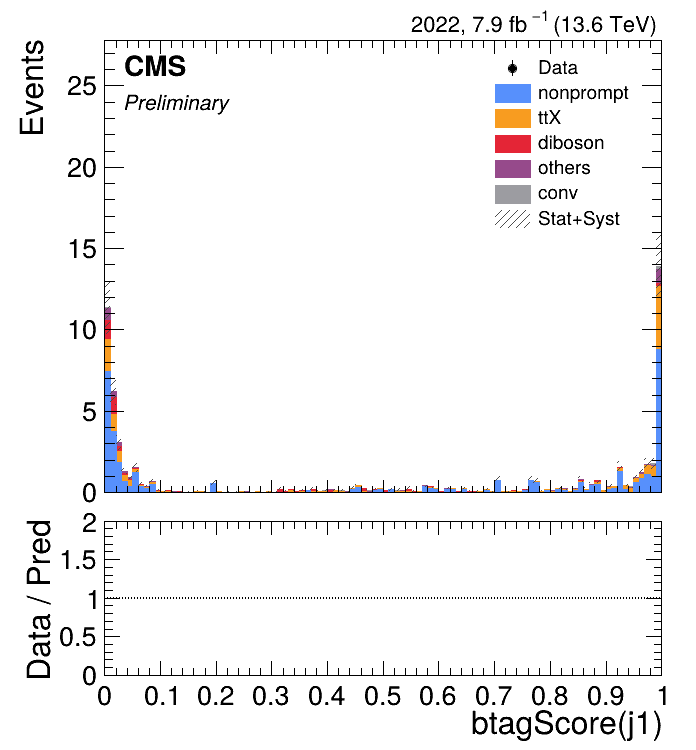 2022, 7.9 fb⁻¹ (13.6 TeV)
CMS
Preliminary
Data
nonprompt
ttX
diboson
others
conv
Stat+Syst
Events
25
20
15
10
5
0
Data / Pred
2
1.5
1
0.5
0
0 0.1 0.2 0.3 0.4 0.5 0.6 0.7 0.8 0.9 1
btagScore(j1)